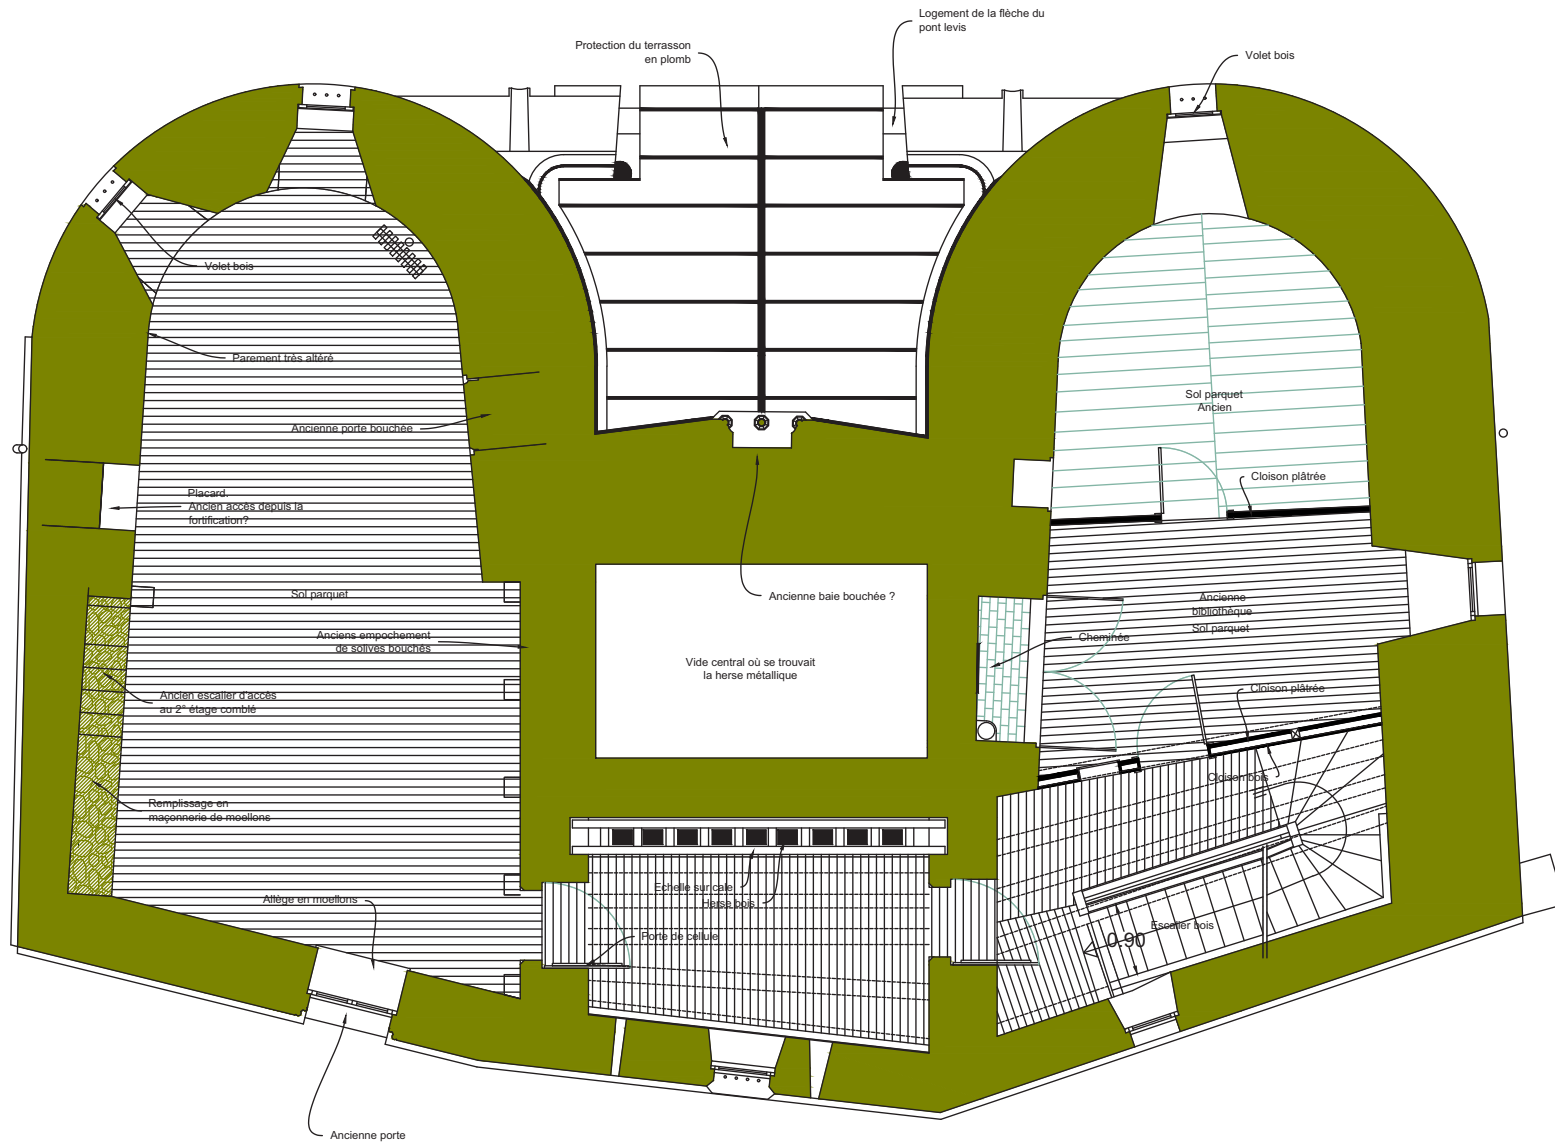 Logement de la flèche du
pont levis
Protection du terrasson
en plomb
Volet bois
Volet bois
Parement très altéré
Ancienne porte bouchée
Sol parquet
Ancien
Cloison plâtrée
Placard.
Ancien accès depuis la
fortification?
Sol parquet
Ancienne baie bouchée ?
Ancienne
bibliothèque
Sol parquet
Anciens empochement
de solives bouchés
Cheminée
Vide central où se trouvait
la herse métallique
Ancien escalier d'accès
au 2° étage comblé
Cloison plâtrée
Cloison bois
Remplissage en
maçonnerie de moellons
Echelle sur cale
Herse bois
Allège en moellons
Porte de cellule
Escalier bois
0.90
Ancienne porte